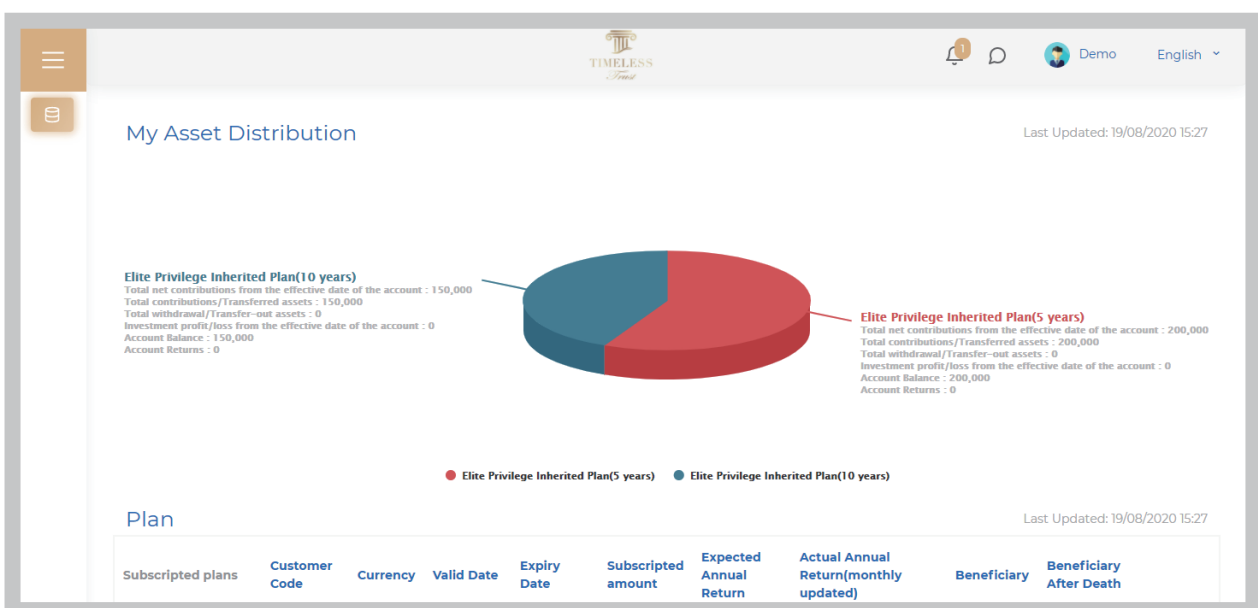 TIMELESS
Trust
1
Demo
English
My Asset Distribution
Last Updated: 19/08/2020 15:27
Elite Privilege Inherited Plan(10 years)
Total net contributions from the effective date of the account : 150,000
Total contributions/Transferred assets : 150,000
Total withdrawal/Transfer-out assets : 0
Investment profit/loss from the effective date of the account : 0
Account Balance : 150,000
Account Returns : 0
Elite Privilege Inherited Plan(5 years)
Total net contributions from the effective date of the account : 200,000
Total contributions/Transferred assets : 200,000
Total withdrawal/Transfer-out assets : 0
Investment profit/loss from the effective date of the account : 0
Account Balance : 200,000
Account Returns : 0
Elite Privilege Inherited Plan(5 years)
Elite Privilege Inherited Plan(10 years)
Plan
Last Updated: 19/08/2020 15:27
Subscripted plans
Customer
Code
Currency
Valid Date
Expiry
Date
Subscripted
amount
Expected
Annual
Return
Actual Annual
Return(monthly
updated)
Beneficiary
Beneficiary
After Death